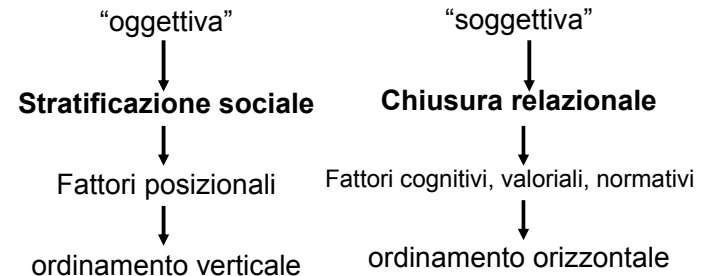 “oggettiva”
Stratificazione sociale
Fattori posizionali
ordinamento verticale
“soggettiva”
Chiusura relazionale
Fattori cognitivi, valoriali, normativi
ordinamento orizzontale